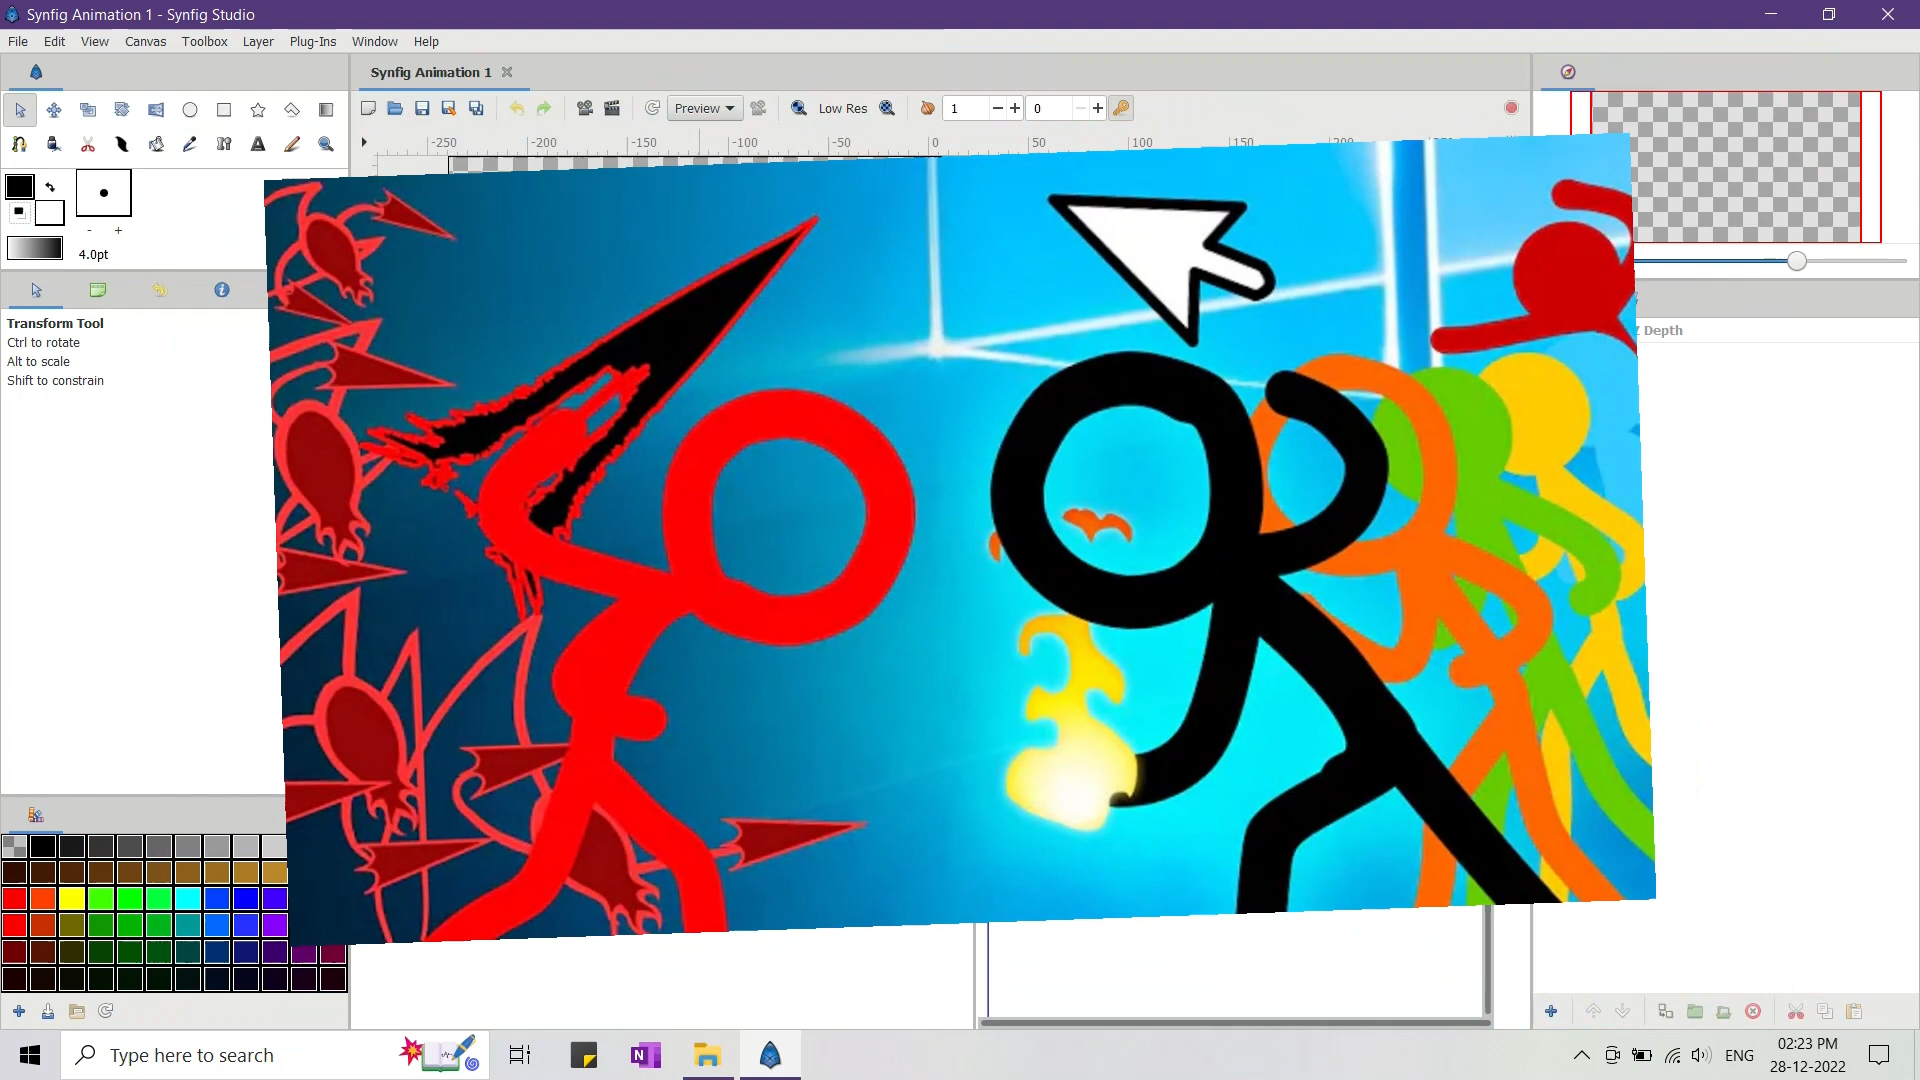 Synfig Animation 1 - Synfig Studio
File Edit View Canvas Toolbox Layer Plug-Ins Window Help
Synfig Animation 1
Preview Low Res 1 0
-250 -200 -150 -100 -50 0 50 100 150
4.0pt
Transform Tool
Ctrl to rotate
Alt to scale
Shift to constrain
Z Depth
Type here to search
N
ENG
02:23 PM
28-12-2022